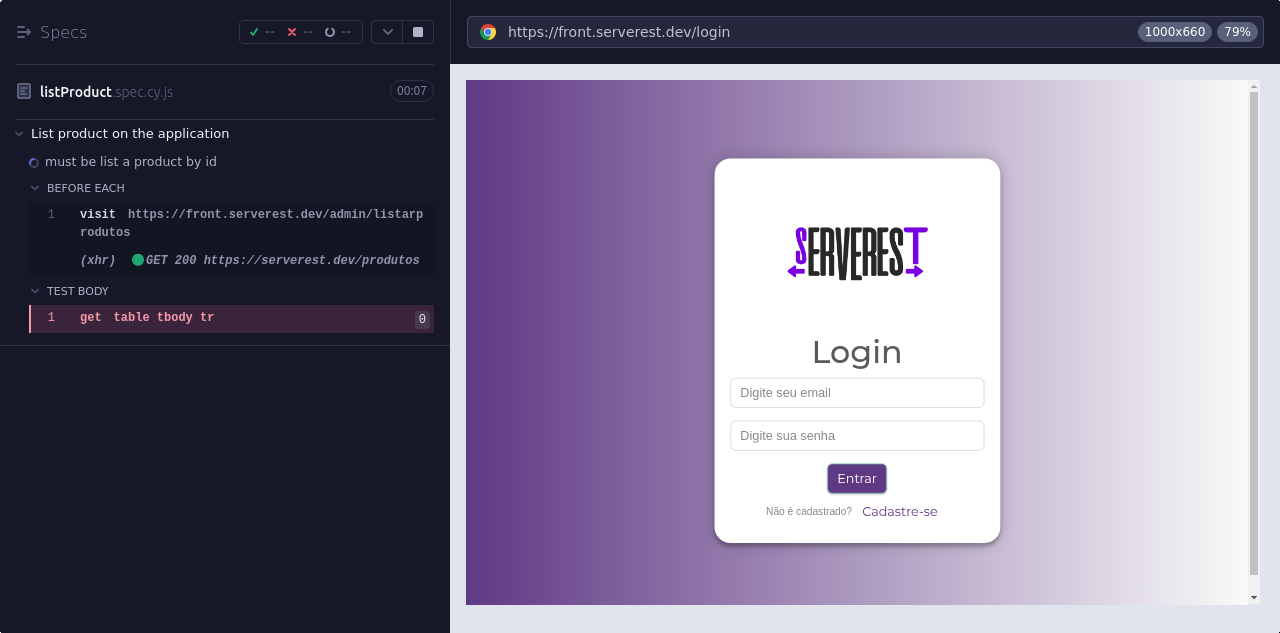 Specs
-- -- --
listProduct.spec.cy.js 00:07
List product on the application
must be list a product by id
BEFORE EACH
1 visit https://front.serverest.dev/admin/listarp
rodutos
(xhr) GET 200 https://serverest.dev/produtos
TEST BODY
1 get table tbody tr 0
https://front.serverest.dev/login 1000x660 79%
SERVEREST
Login
Digite seu email
Digite sua senha
Entrar
Não é cadastrado? Cadastre-se